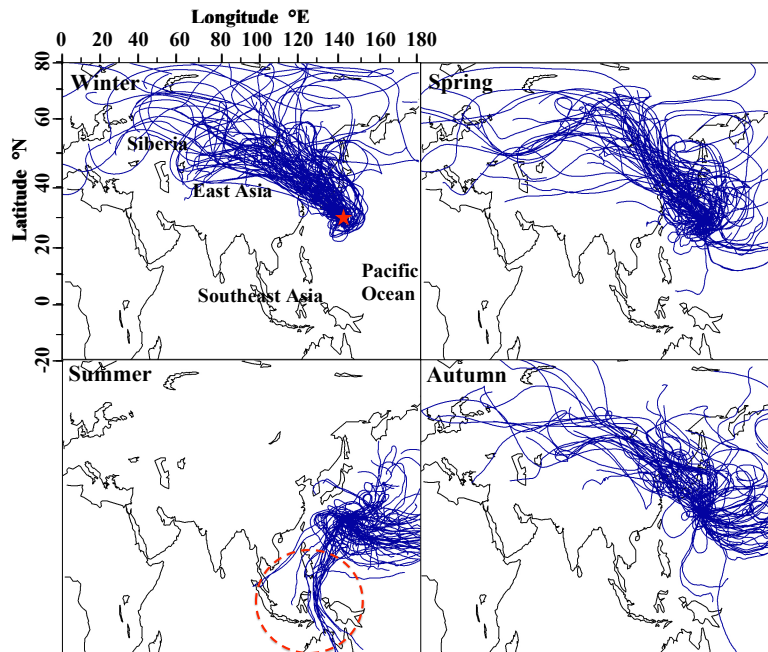 Longitude °E
0 20 40 60 80 100 120 140 160 180
Latitude °N
80
60
40
20
0
-20
Winter
Siberia
East Asia
Southeast Asia
Pacific
Ocean
Spring
Summer
Autumn